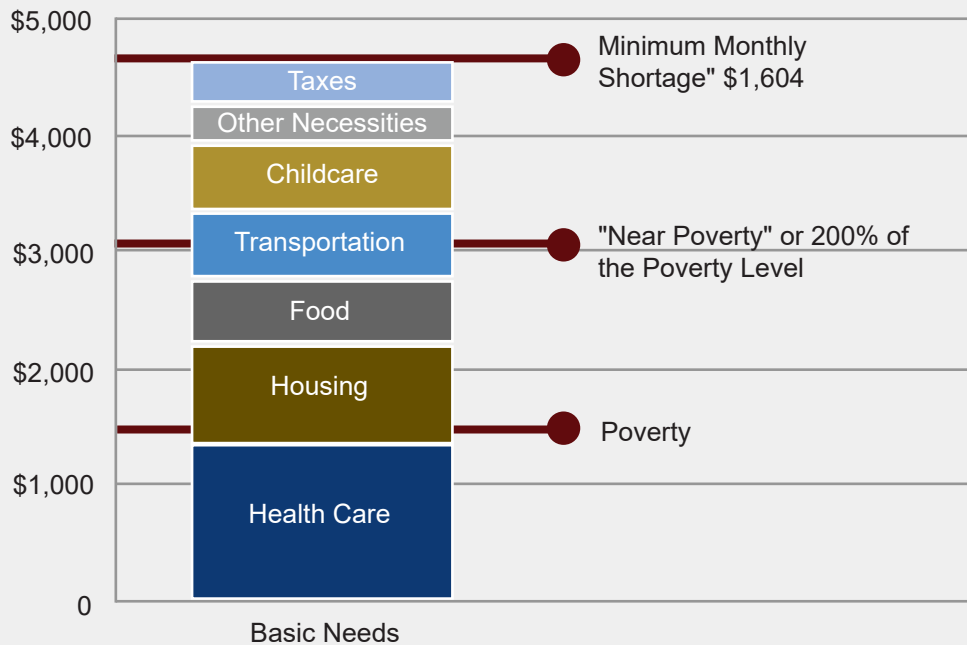 $5,000
Minimum Monthly
Shortage" $1,604
Taxes
Other Necessities
$4,000
Childcare
Transportation
"Near Poverty" or 200% of
the Poverty Level
$3,000
Food
$2,000
Housing
Poverty
$1,000
Health Care
0
Basic Needs